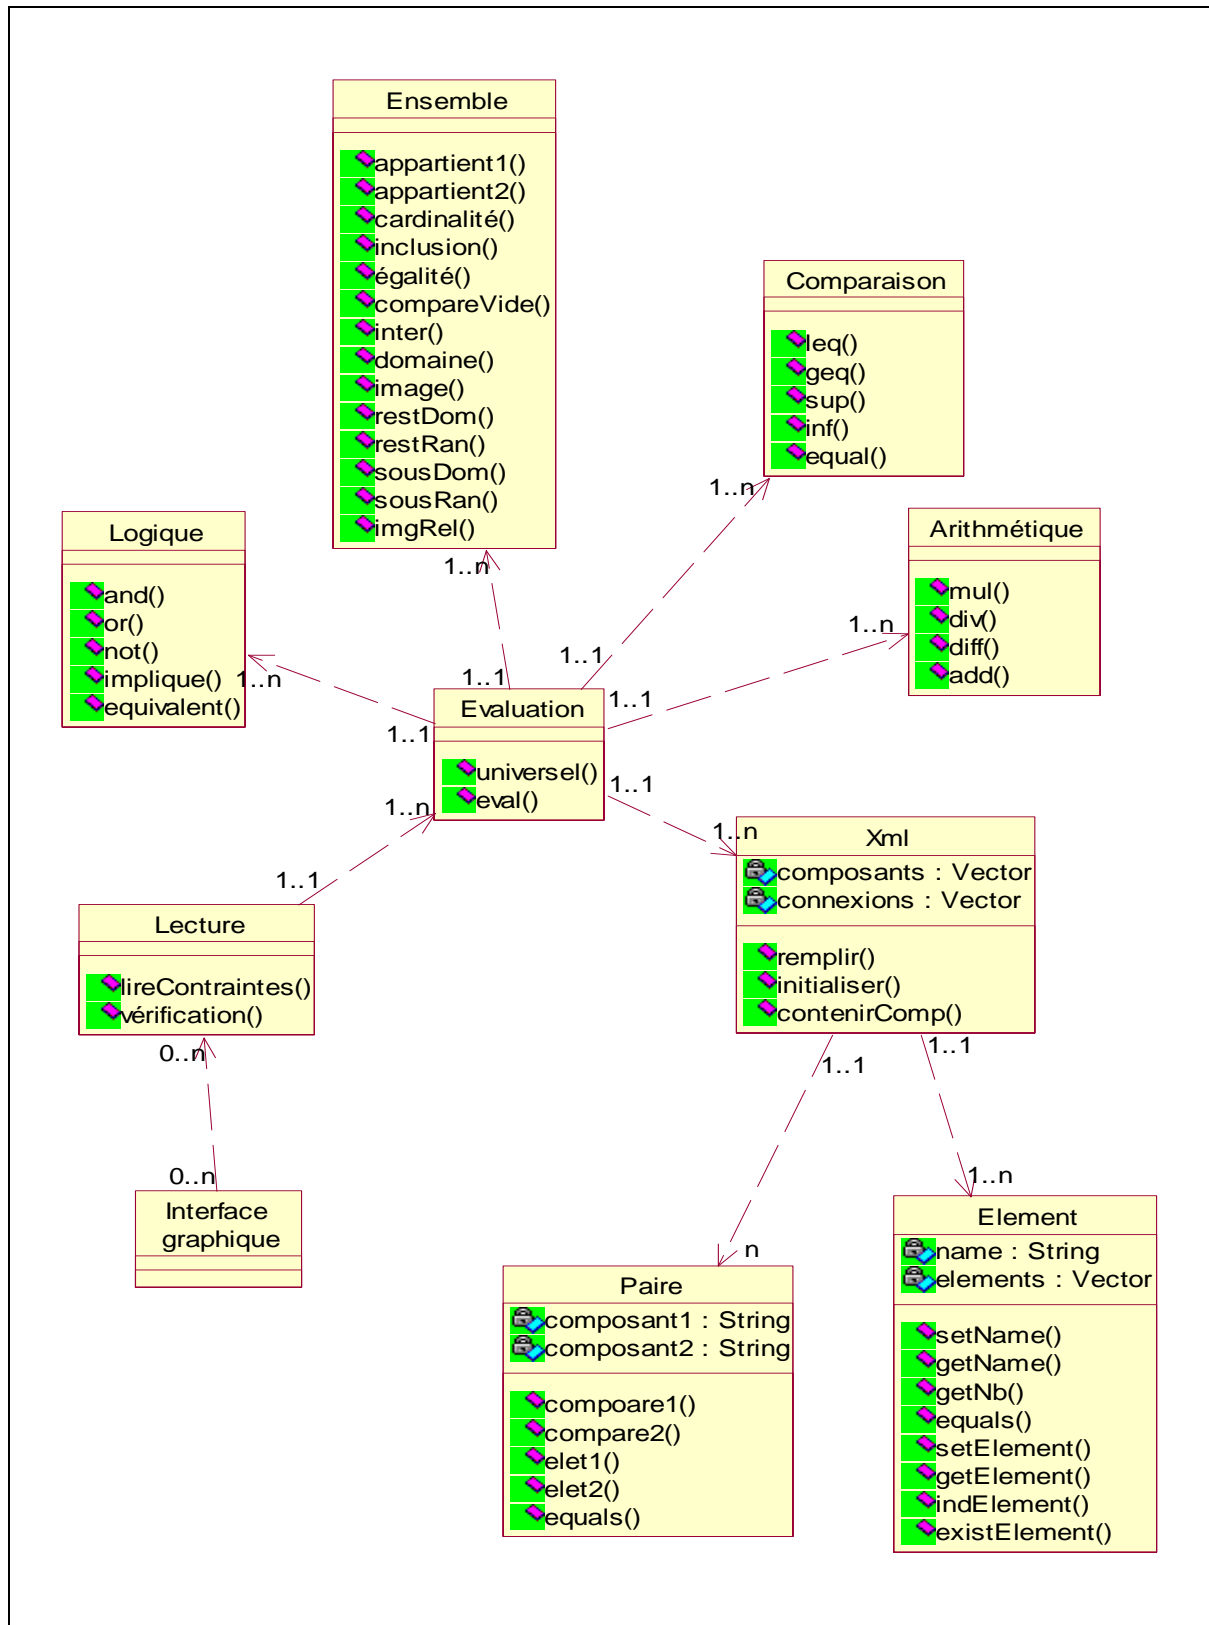 Ensemble
appartient1()
appartient2()
cardinalité()
inclusion()
égalité()
compareVide()
inter()
domaine()
image()
restDom()
restRan()
sousDom()
sousRan()
imgRel()
1..n
1..1
Comparaison
leq()
geq()
sup()
inf()
equal()
1..n
1..1
Logique
and()
or()
not()
implique()
equivalent()
1..n
1..1
Arithmétique
mul()
div()
diff()
add()
1..n
1..1
Evaluation
universel()
eval()
1..n
1..1
1..1
1..n
Lecture
lireContraintes()
vérification()
0..n
0..n
Interface
graphique
Xml
composants : Vector
connexions : Vector
remplir()
initialiser()
contenirComp()
1..1
1..1
n
1..n
Paire
composant1 : String
composant2 : String
compoare1()
compare2()
elet1()
elet2()
equals()
Element
name : String
elements : Vector
setName()
getName()
getNb()
equals()
setElement()
getElement()
indElement()
existElement()